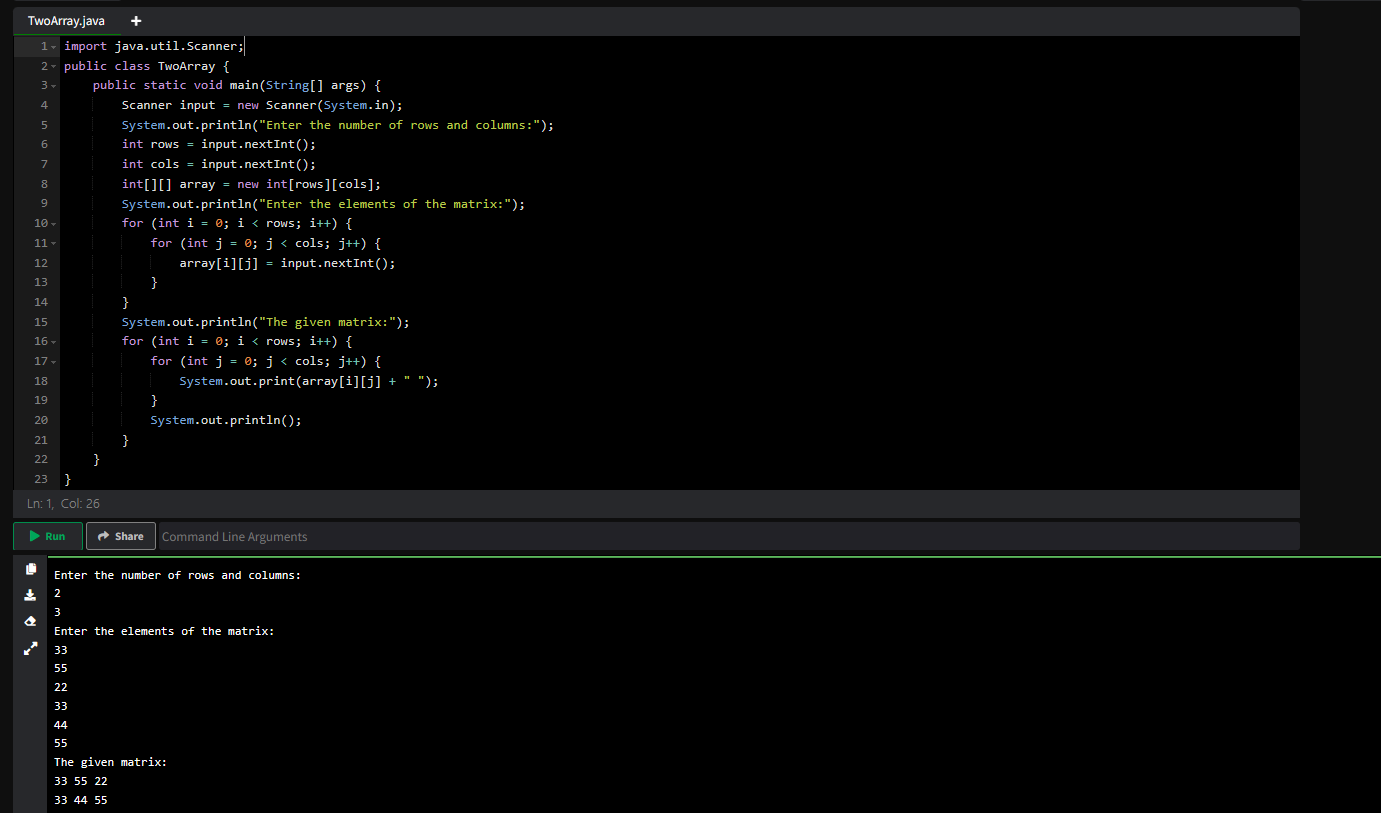 TwoArray.java +
1 import java.util.Scanner;
2 public class TwoArray {
3     public static void main(String[] args) {
4         Scanner input = new Scanner(System.in);
5         System.out.println("Enter the number of rows and columns:");
6         int rows = input.nextInt();
7         int cols = input.nextInt();
8         int[][] array = new int[rows][cols];
9         System.out.println("Enter the elements of the matrix:");
10         for (int i = 0; i < rows; i++) {
11             for (int j = 0; j < cols; j++) {
12                 array[i][j] = input.nextInt();
13             }
14         }
15         System.out.println("The given matrix:");
16         for (int i = 0; i < rows; i++) {
17             for (int j = 0; j < cols; j++) {
18                 System.out.print(array[i][j] + " ");
19             }
20             System.out.println();
21         }
22     }
23 }
Ln: 1, Col: 26
Run Share Command Line Arguments
Enter the number of rows and columns:
2
3
Enter the elements of the matrix:
33
55
22
33
44
55
The given matrix:
33 55 22
33 44 55